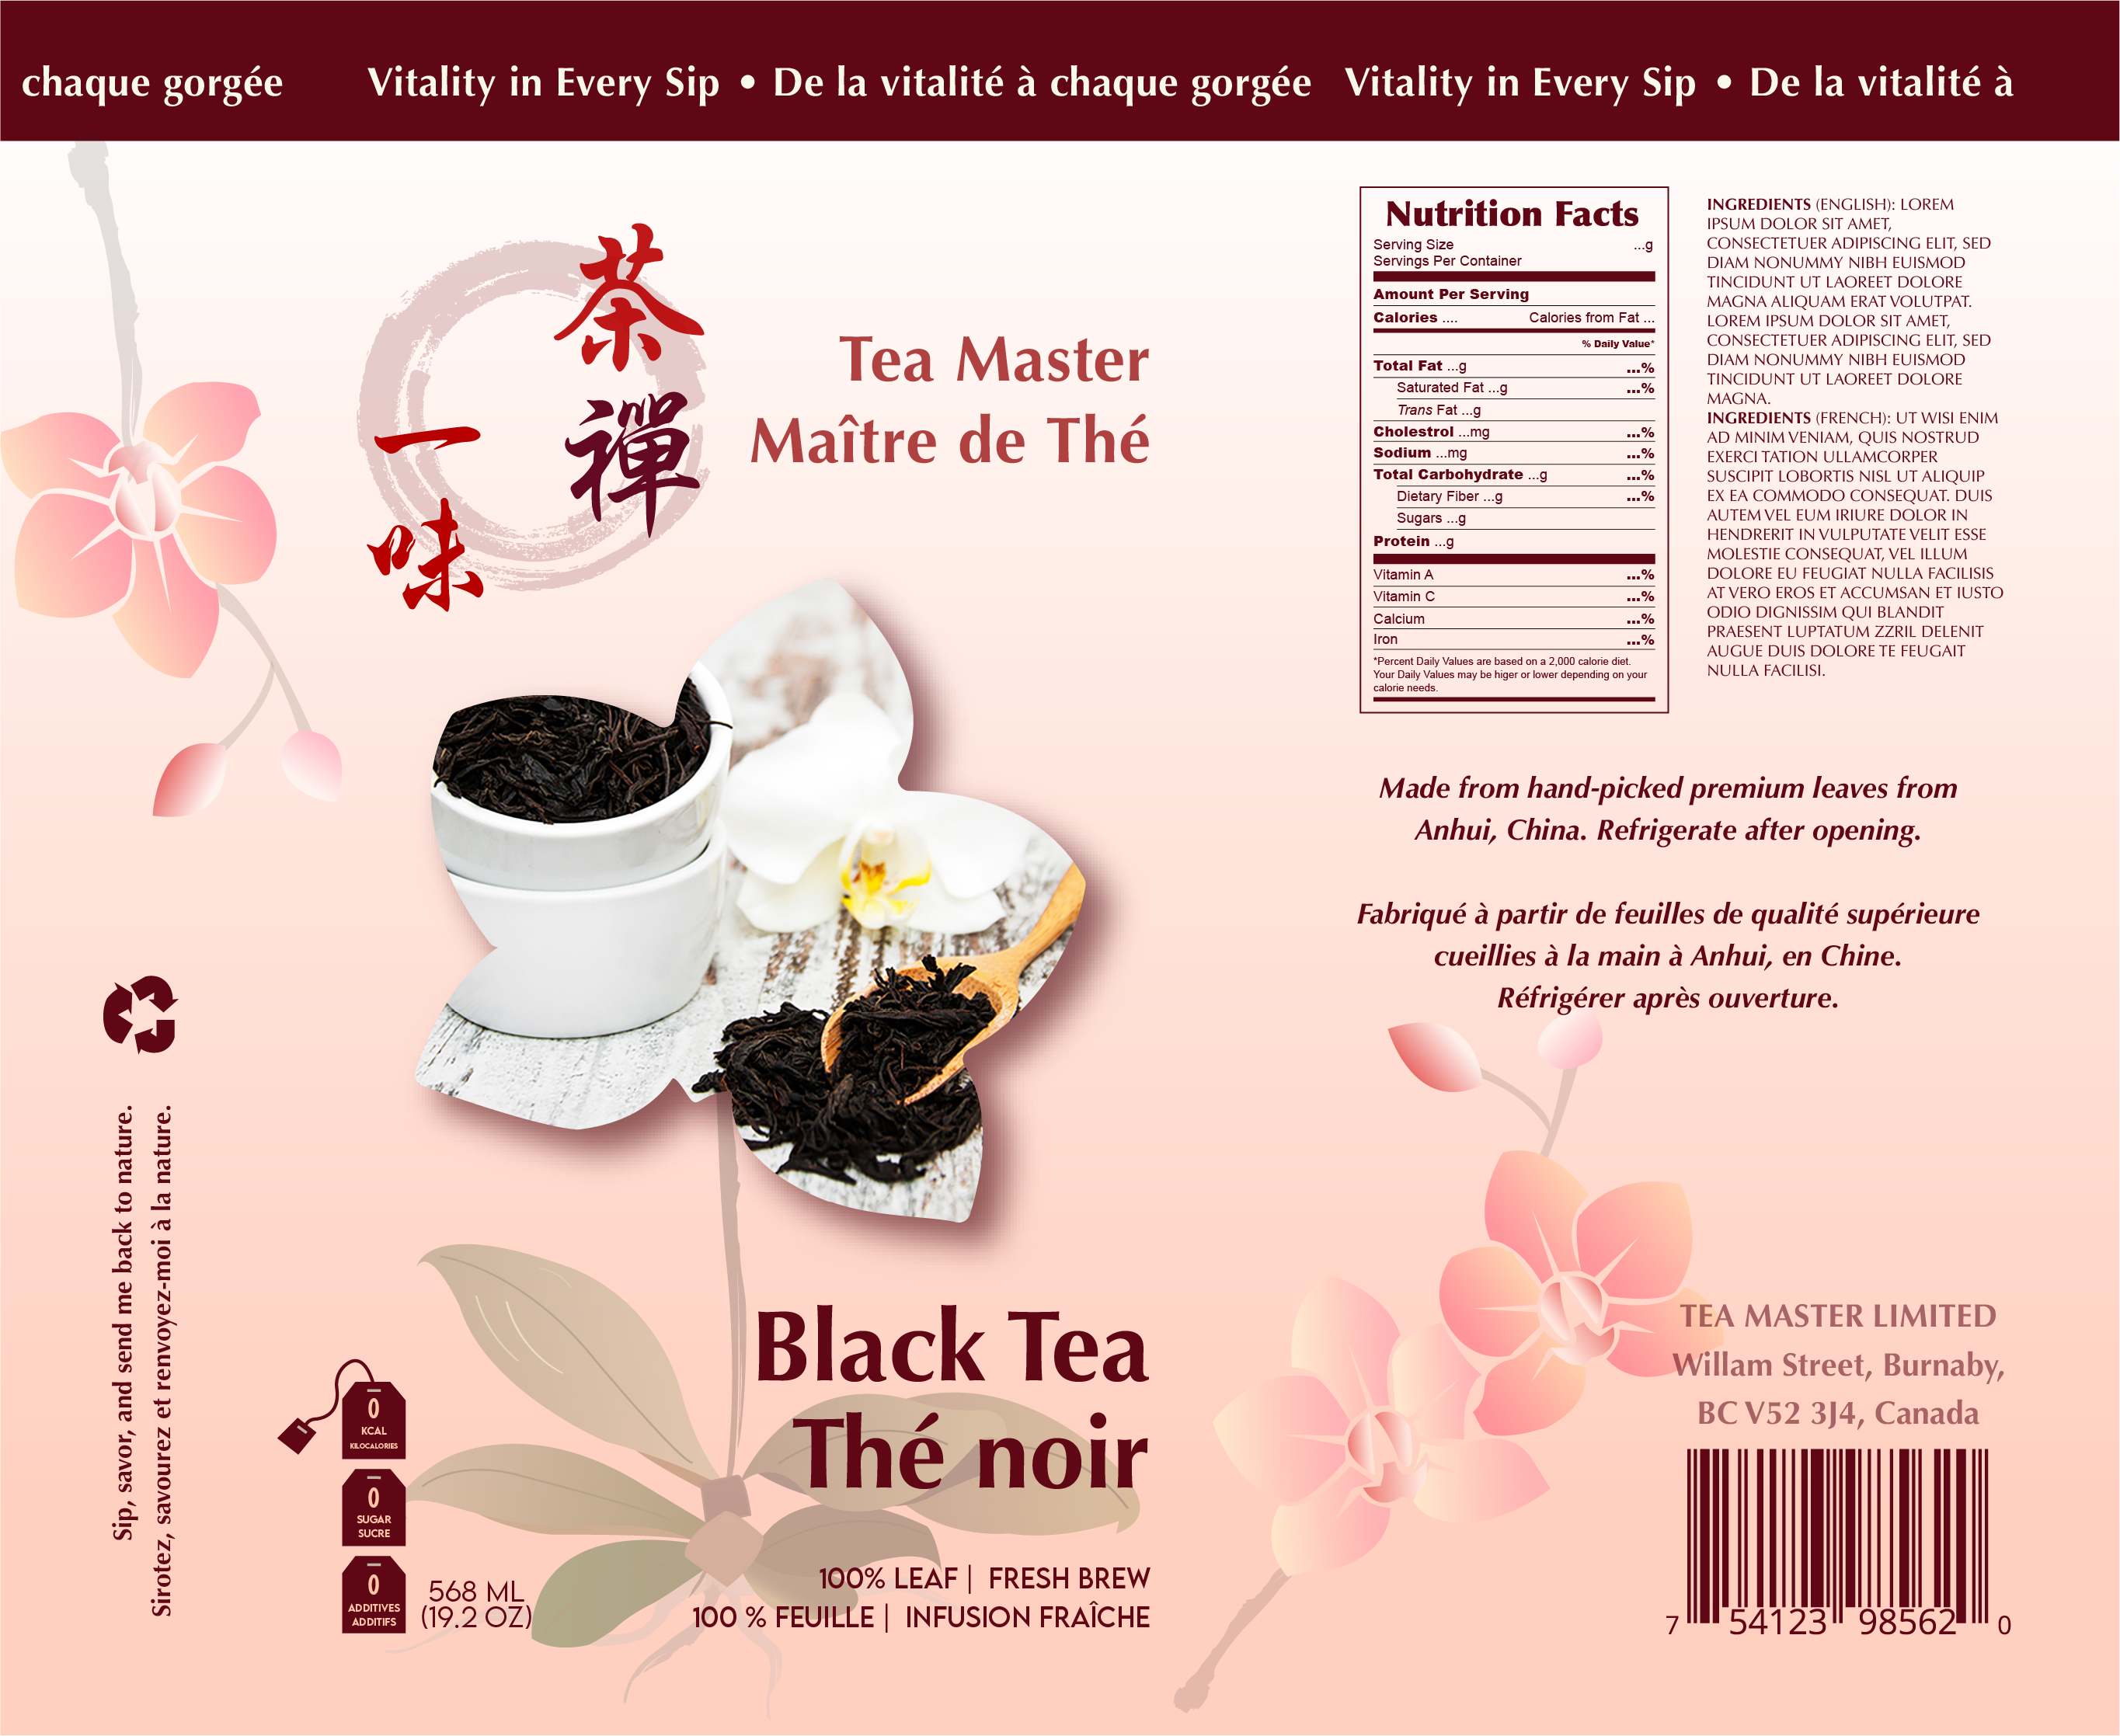 chaque gorgée Vitality in Every Sip • De la vitalité à chaque gorgée Vitality in Every Sip • De la vitalité à
茶禪
一味
Tea Master
Maître de Thé
Black Tea
Thé noir
100% LEAF | FRESH BREW
100 % FEUILLE | INFUSION FRAÎCHE
568 ML
(19.2 OZ)
0
KCAL
KILOCALORIES
0
SUGAR
SUCRE
0
ADDITIVES
ADDITIFS
Sip, savor, and send me back to nature.
Sirotez, savourez et renvoyez-moi à la nature.
Nutrition Facts
Serving Size ...g
Servings Per Container
Amount Per Serving
Calories .... Calories from Fat ...
% Daily Value*
Total Fat ...g ...%
Saturated Fat ...g ...%
Trans Fat ...g
Cholestrol ...mg ...%
Sodium ...mg ...%
Total Carbohydrate ...g ...%
Dietary Fiber ...g ...%
Sugars ...g
Protein ...g
Vitamin A ...%
Vitamin C ...%
Calcium ...%
Iron ...%
*Percent Daily Values are based on a 2,000 calorie diet.
Your Daily Values may be higer or lower depending on your
calorie needs.
INGREDIENTS (ENGLISH): LOREM
IPSUM DOLOR SIT AMET,
CONSECTETUER ADIPISCING ELIT, SED
DIAM NONUMMY NIBH EUISMOD
TINCIDUNT UT LAOREET DOLORE
MAGNA ALIQUAM ERAT VOLUTPAT.
LOREM IPSUM DOLOR SIT AMET,
CONSECTETUER ADIPISCING ELIT, SED
DIAM NONUMMY NIBH EUISMOD
TINCIDUNT UT LAOREET DOLORE
MAGNA.
INGREDIENTS (FRENCH): UT WISI ENIM
AD MINIM VENIAM, QUIS NOSTRUD
EXERCI TATION ULLAMCORPER
SUSCIPIT LOBORTIS NISL UT ALIQUIP
EX EA COMMODO CONSEQUAT. DUIS
AUTEM VEL EUM IRIURE DOLOR IN
HENDRERIT IN VULPUTATE VELIT ESSE
MOLESTIE CONSEQUAT, VEL ILLUM
DOLORE EU FEUGIAT NULLA FACILISIS
AT VERO EROS ET ACCUMSAN ET IUSTO
ODIO DIGNISSIM QUI BLANDIT
PRAESENT LUPTATUM ZZRIL DELENIT
AUGUE DUIS DOLORE TE FEUGAIT
NULLA FACILISI.
Made from hand-picked premium leaves from
Anhui, China. Refrigerate after opening.
Fabriqué à partir de feuilles de qualité supérieure
cueillies à la main à Anhui, en Chine.
Réfrigérer après ouverture.
TEA MASTER LIMITED
Willam Street, Burnaby,
BC V52 3J4, Canada
7 54123 98562 0